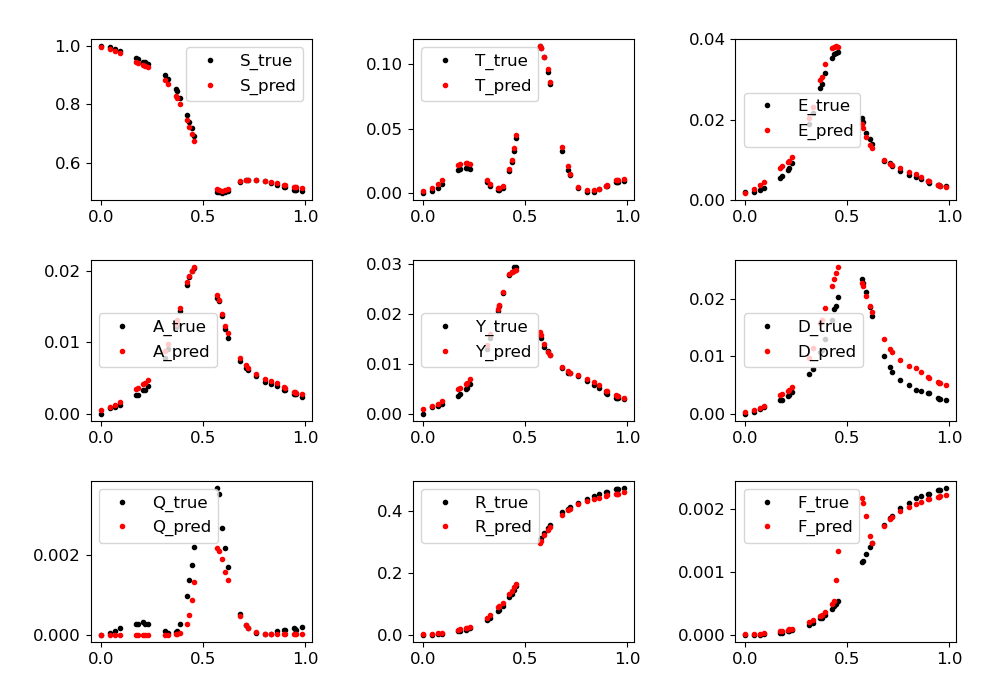 1.0
0.8
0.6
0.0 0.5 1.0
S_true
S_pred
0.10
0.05
0.00
0.0 0.5 1.0
T_true
T_pred
0.04
0.02
0.00
0.0 0.5 1.0
E_true
E_pred
0.02
0.01
0.00
0.0 0.5 1.0
A_true
A_pred
0.03
0.02
0.01
0.00
0.0 0.5 1.0
Y_true
Y_pred
0.02
0.01
0.00
0.0 0.5 1.0
D_true
D_pred
0.002
0.000
0.0 0.5 1.0
Q_true
Q_pred
0.4
0.2
0.0
0.0 0.5 1.0
R_true
R_pred
0.002
0.001
0.000
0.0 0.5 1.0
F_true
F_pred